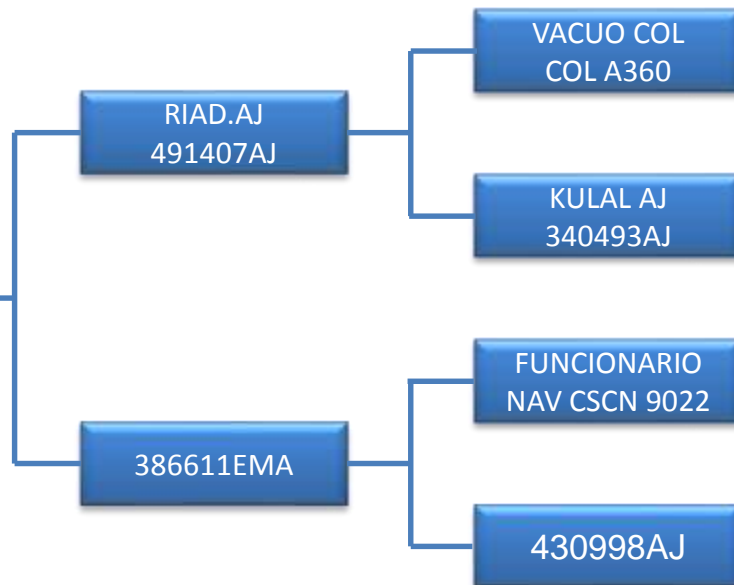 VACUO COL
COL A360
RIAD.AJ
491407AJ
KULAL AJ
340493AJ
FUNCIONARIO
NAV CSCN 9022
386611EMA
430998AJ